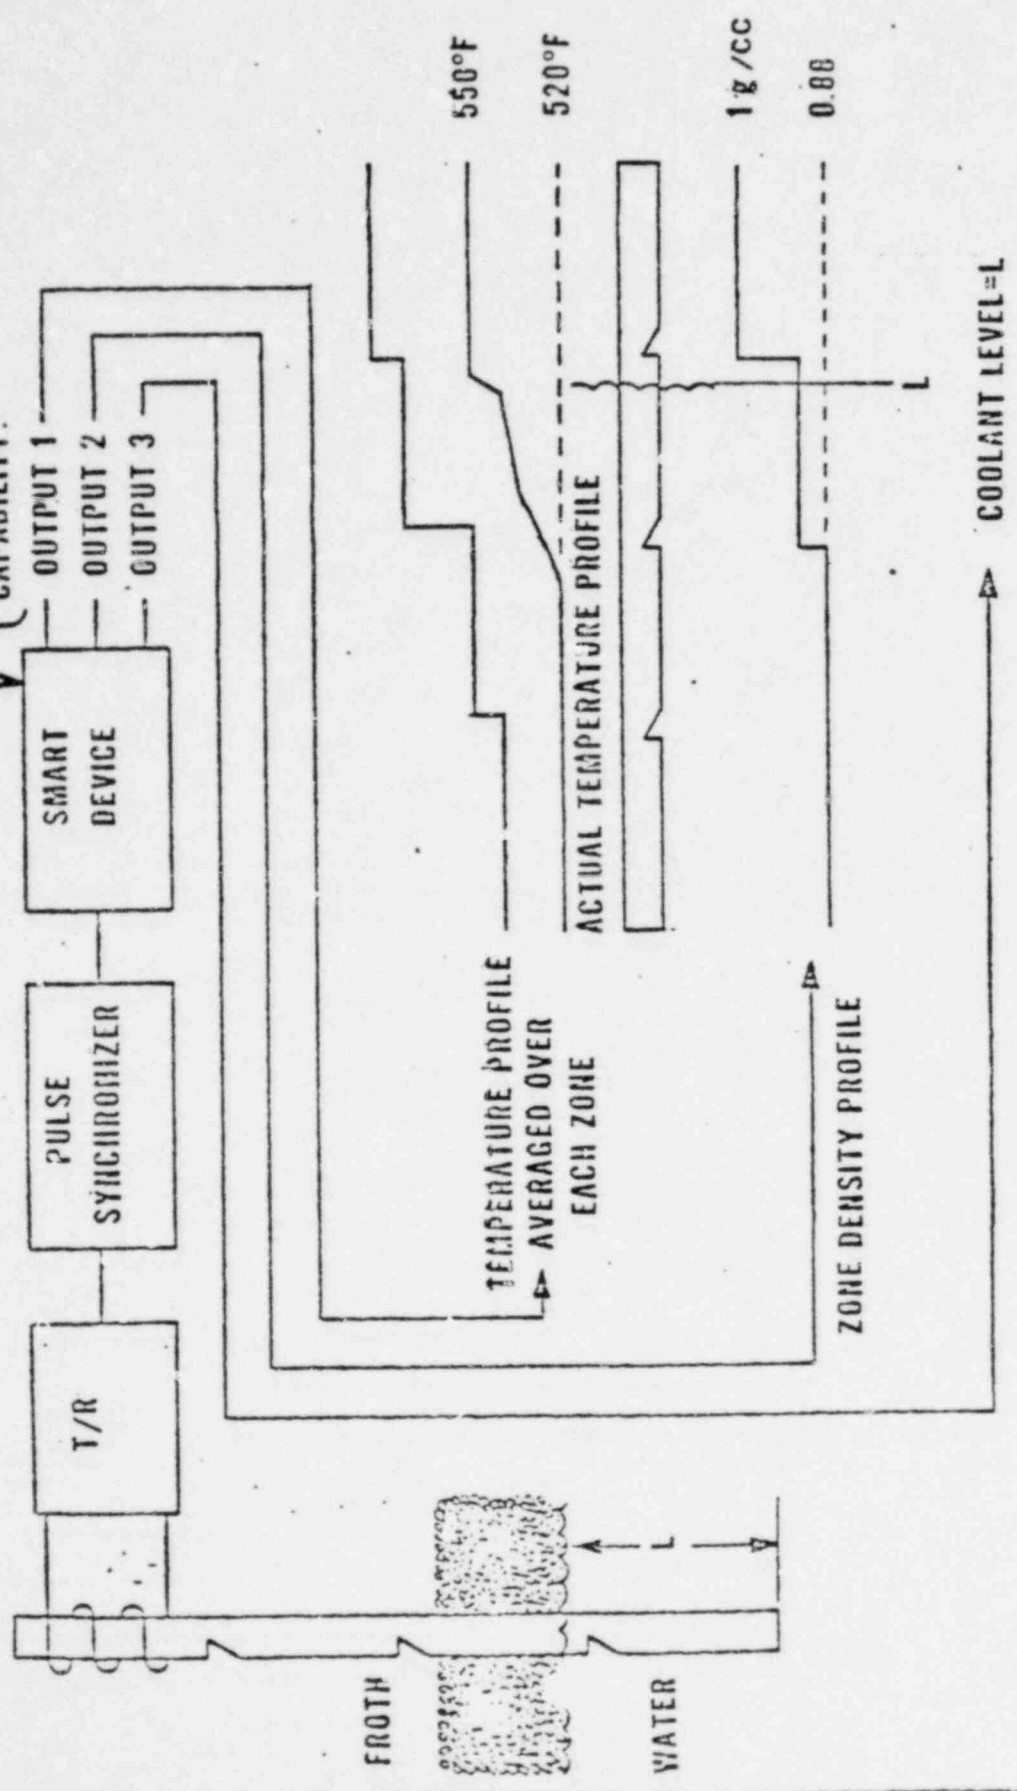 CAPABILITY:
T/R
PULSE
SYNCHRONIZER
SMART
DEVICE
OUTPUT 1
OUTPUT 2
OUTPUT 3
FROTH
WATER
L
TEMPERATURE PROFILE
AVERAGED OVER
EACH ZONE
550°F
520°F
ACTUAL TEMPERATURE PROFILE
1 g/CC
0.88
ZONE DENSITY PROFILE
L
COOLANT LEVEL=L